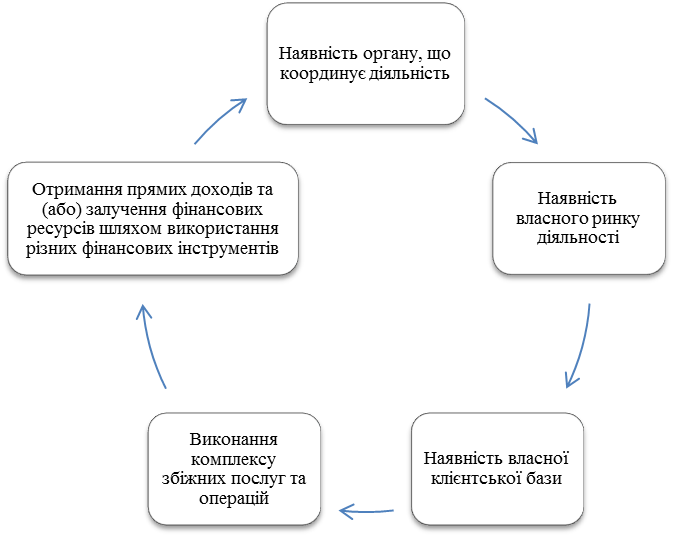 Наявність органу, що
координує діяльність
Наявність
власного ринку
діяльності
Наявність власної
клієнтської бази
Виконання
комплексу
збіжних послуг та
операцій
Отримання прямих доходів та
(або) залучення фінансових
ресурсів шляхом використання
різних фінансових інструментів